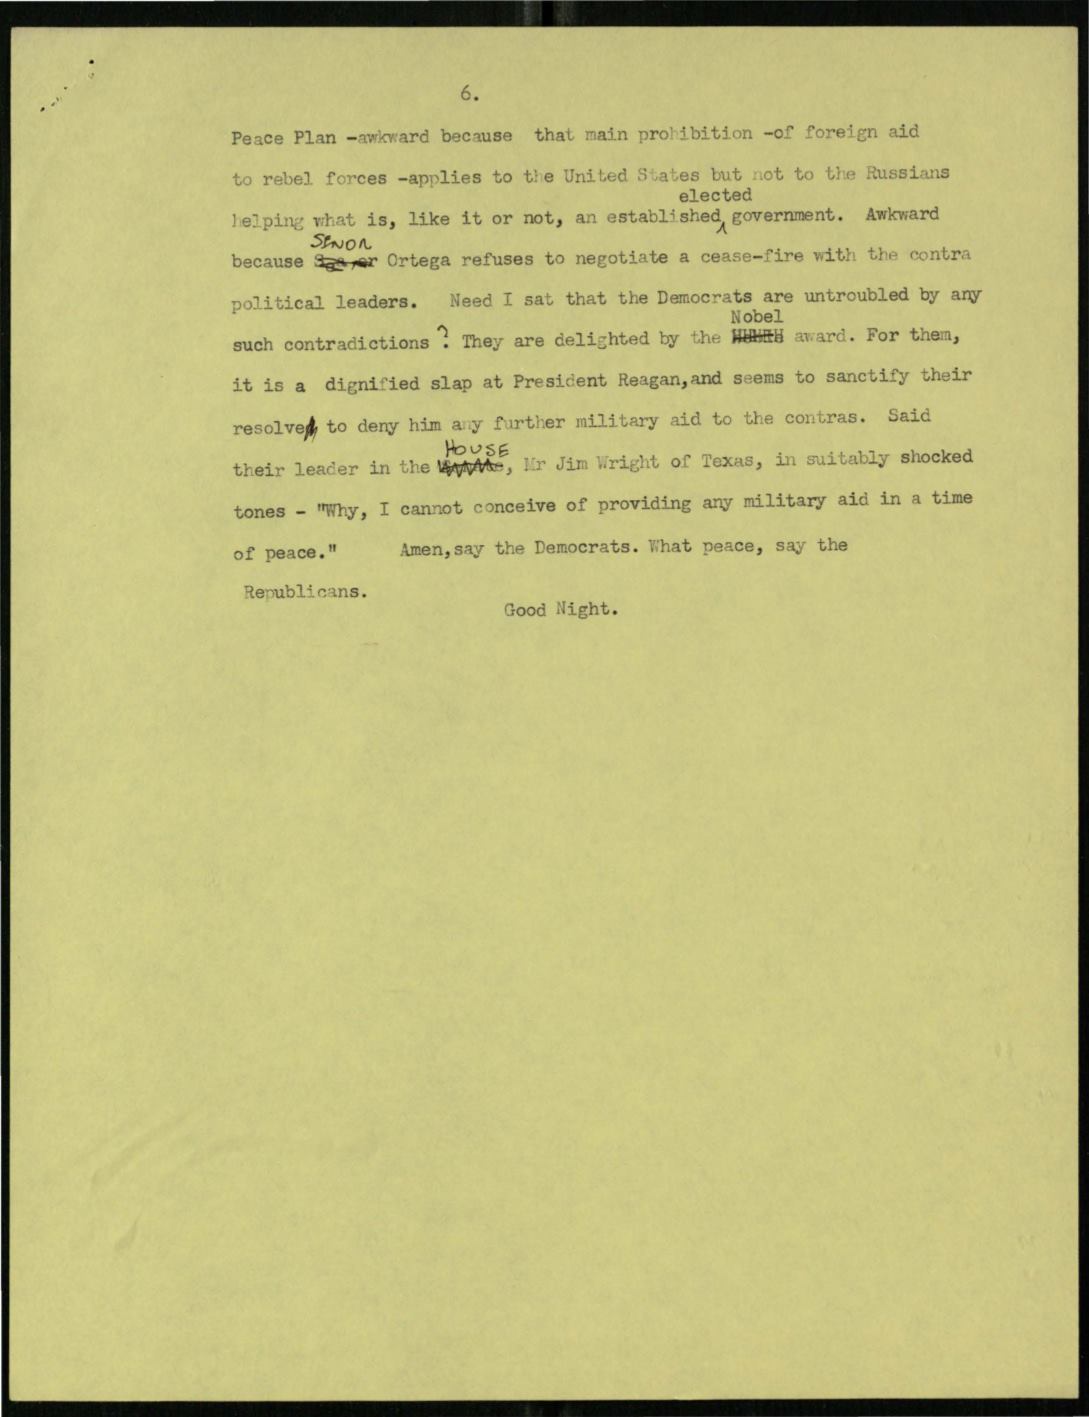 6.
Peace Plan -awkward because that main prohibition -of foreign aid
to rebel forces -applies to the United States but not to the Russians
elected
helping what is, like it or not, an established government. Awkward
SENOR
because Ortega refuses to negotiate a cease-fire with the contra
political leaders. Need I sat that the Democrats are untroubled by any
Nobel
such contradictions ? They are delighted by the award. For them,
it is a dignified slap at President Reagan,and seems to sanctify their
resolve to deny him any further military aid to the contras. Said
HOUSE
their leader in the , Mr Jim Wright of Texas, in suitably shocked
tones - "Why, I cannot conceive of providing any military aid in a time
of peace." Amen,say the Democrats. What peace, say the
Republicans.
Good Night.